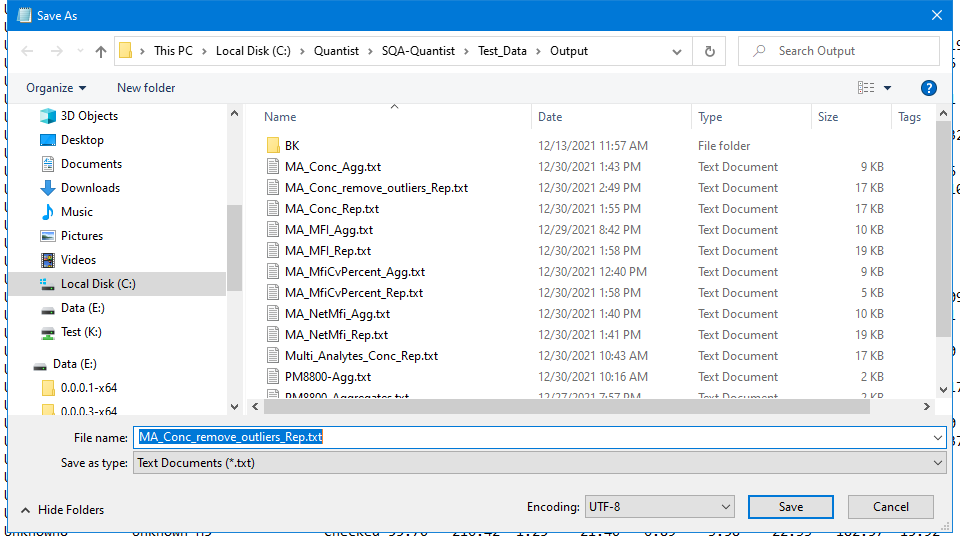 Save As
This PC > Local Disk (C:) > Quantist > SQA-Quantist > Test_Data > Output
Search Output
Organize
New folder
3D Objects
Desktop
Documents
Downloads
Music
Pictures
Videos
Local Disk (C:)
Data (E:)
Test (K:)
Data (E:)
0.0.0.1-x64
0.0.0.3-x64
Name Date Type Size Tags
BK 12/13/2021 11:57 AM File folder
MA_Conc_Agg.txt 12/30/2021 1:43 PM Text Document 9 KB
MA_Conc_remove_outliers_Rep.txt 12/30/2021 2:49 PM Text Document 17 KB
MA_Conc_Rep.txt 12/30/2021 1:55 PM Text Document 17 KB
MA_MFI_Agg.txt 12/29/2021 8:42 PM Text Document 10 KB
MA_MFI_Rep.txt 12/30/2021 1:58 PM Text Document 19 KB
MA_MfiCvPercent_Agg.txt 12/30/2021 12:40 PM Text Document 9 KB
MA_MfiCvPercent_Rep.txt 12/30/2021 1:58 PM Text Document 5 KB
MA_NetMfi_Agg.txt 12/30/2021 1:40 PM Text Document 10 KB
MA_NetMfi_Rep.txt 12/30/2021 1:41 PM Text Document 19 KB
Multi_Analytes_Conc_Rep.txt 12/30/2021 10:43 AM Text Document 17 KB
PM8800-Agg.txt 12/30/2021 10:16 AM Text Document 2 KB
PM8800-Aggregates.txt 12/27/2021 7:57 PM Text Document 2 KB
File name: MA_Conc_remove_outliers_Rep.txt
Save as type: Text Documents (*.txt)
Hide Folders
Encoding: UTF-8
Save
Cancel